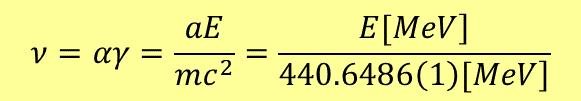 ν = αγ = aE/mc² = E[MeV]/440.6486(1)[MeV]